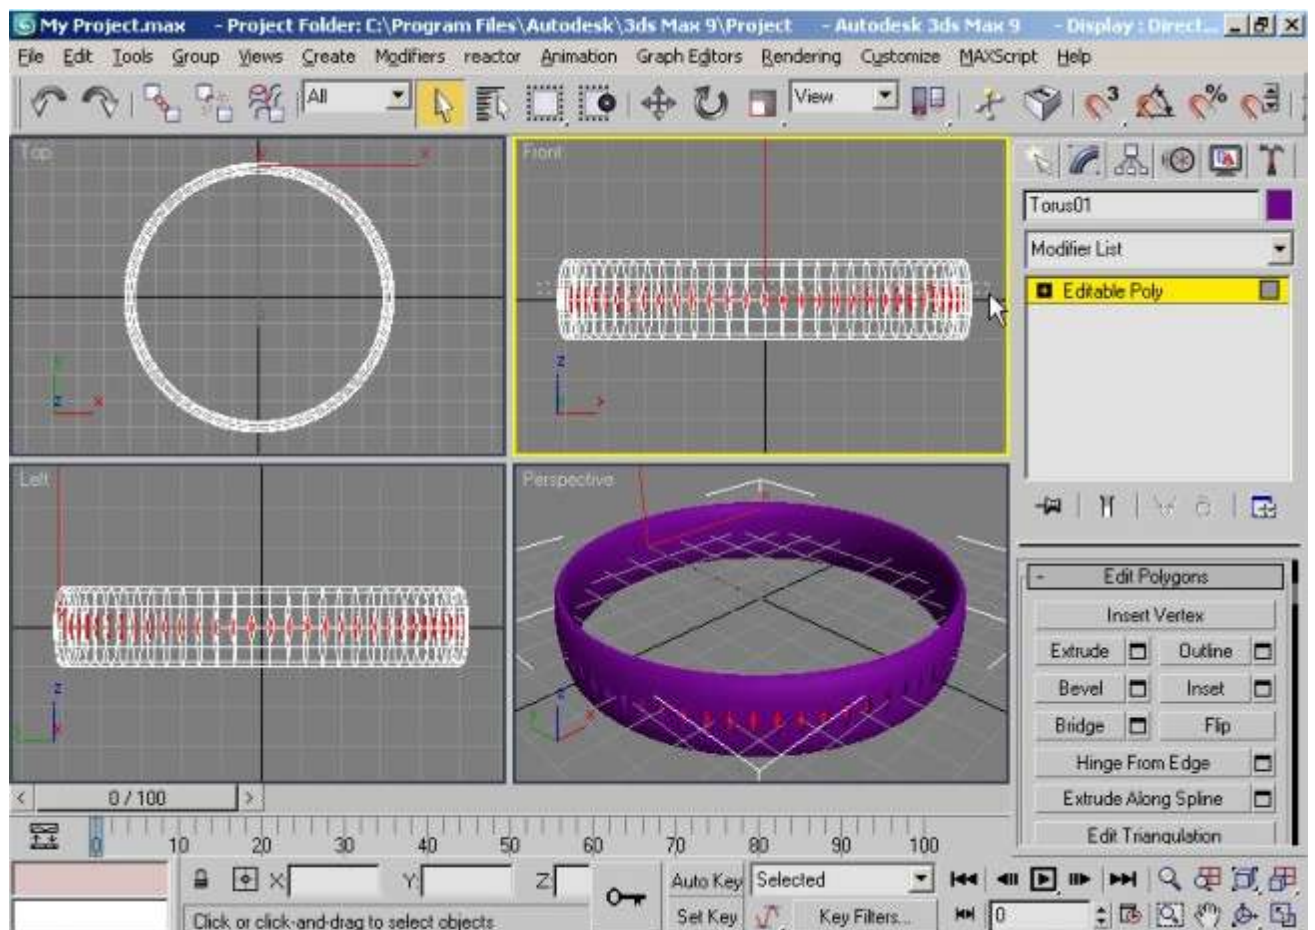 My Project.max - Project Folder: C:\Program Files\Autodesk\3ds Max 9\Project - Autodesk 3ds Max 9 - Display : Direct...
File Edit Tools Group Views Create Modifiers reactor Animation Graph Editors Rendering Customize MAXScript Help
All View 3 %
Top Front
Torus01
Modifier List
Editable Poly
z
x
z
x
Left Perspective
Edit Polygons
Insert Vertex
Extrude Outline
Bevel Inset
Bridge Flip
Hinge From Edge
Extrude Along Spline
Edit Triangulation
z
x
< 0 / 100 >
0 10 20 30 40 50 60 70 80 90 100
X: Y: Z: Auto Key Selected
Click or click-and-drag to select objects Set Key Key Filters... 0